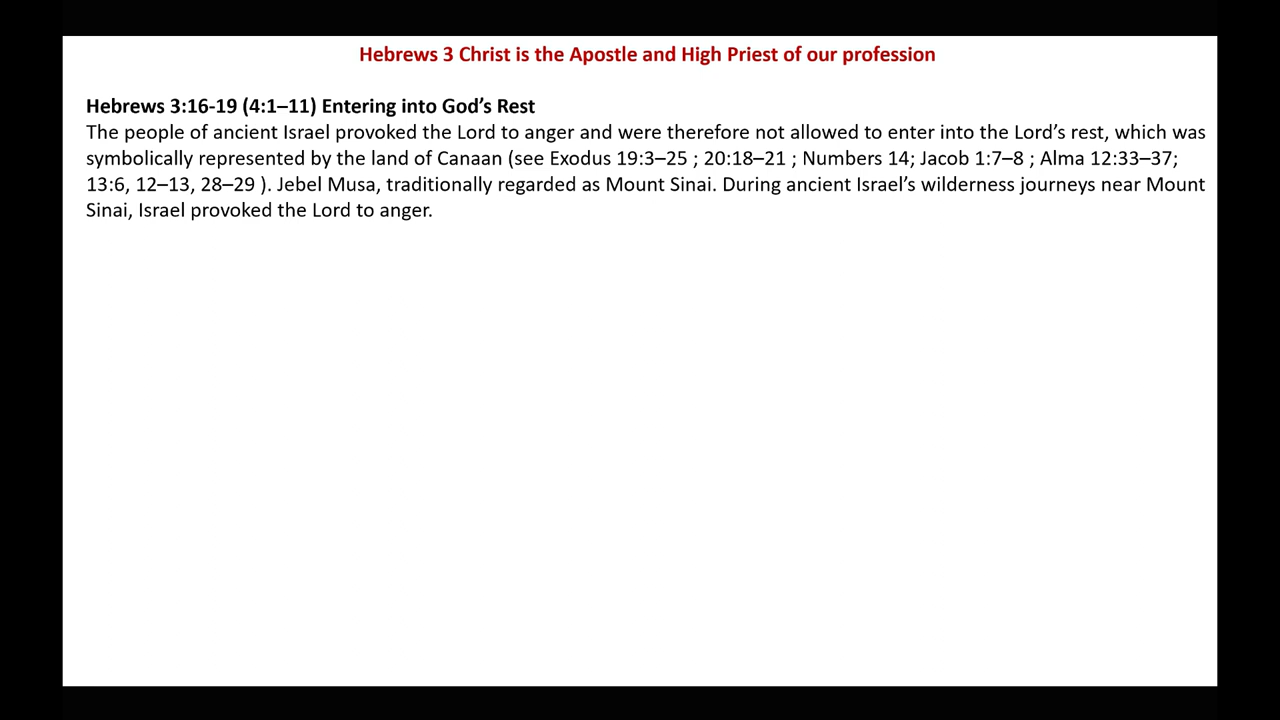 Hebrews 3 Christ is the Apostle and High Priest of our profession
Hebrews 3:16-19 (4:1–11) Entering into God’s Rest
The people of ancient Israel provoked the Lord to anger and were therefore not allowed to enter into the Lord’s rest, which was
symbolically represented by the land of Canaan (see Exodus 19:3–25 ; 20:18–21 ; Numbers 14; Jacob 1:7–8 ; Alma 12:33–37;
13:6, 12–13, 28–29 ). Jebel Musa, traditionally regarded as Mount Sinai. During ancient Israel’s wilderness journeys near Mount
Sinai, Israel provoked the Lord to anger.